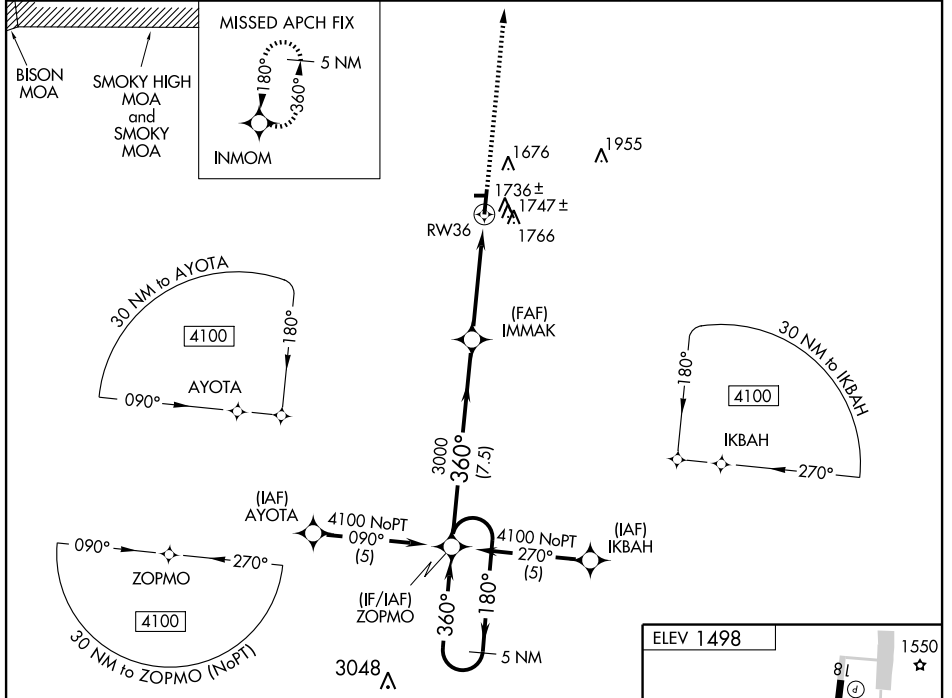 MISSED APCH FIX
5 NM
180°
360°
INMOM
BISON
MOA
SMOKY HIGH
MOA
and
SMOKY
MOA
1676
1955
1736±
1747±
1766
RW36
(FAF)
IMMAK
30 NM to AYOTA
4100
180°
AYOTA
090°
30 NM to IKBAH
180°
4100
IKBAH
270°
3000
360°
(7.5)
(IAF)
AYOTA
4100 NoPT
090°
(5)
4100 NoPT
270°
(5)
(IAF)
IKBAH
(IF/IAF)
ZOPMO
360°
180°
5 NM
090°
270°
ZOPMO
4100
30 NM to ZOPMO (NoPT)
3048
ELEV 1498
1550
18
P